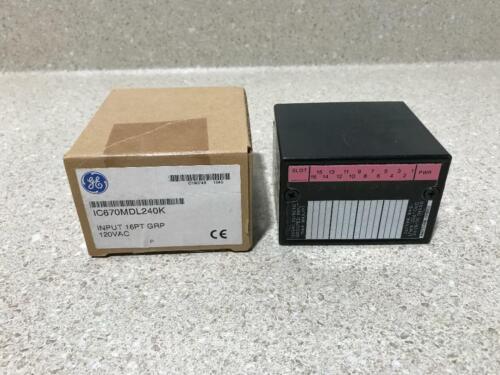 GE
IC670MDL240K
INPUT 16PT GRP
120VAC
P
CE
SLOT
15 13 11 9 7 5 3 1
16 14 12 10 8 6 4 2
PWR